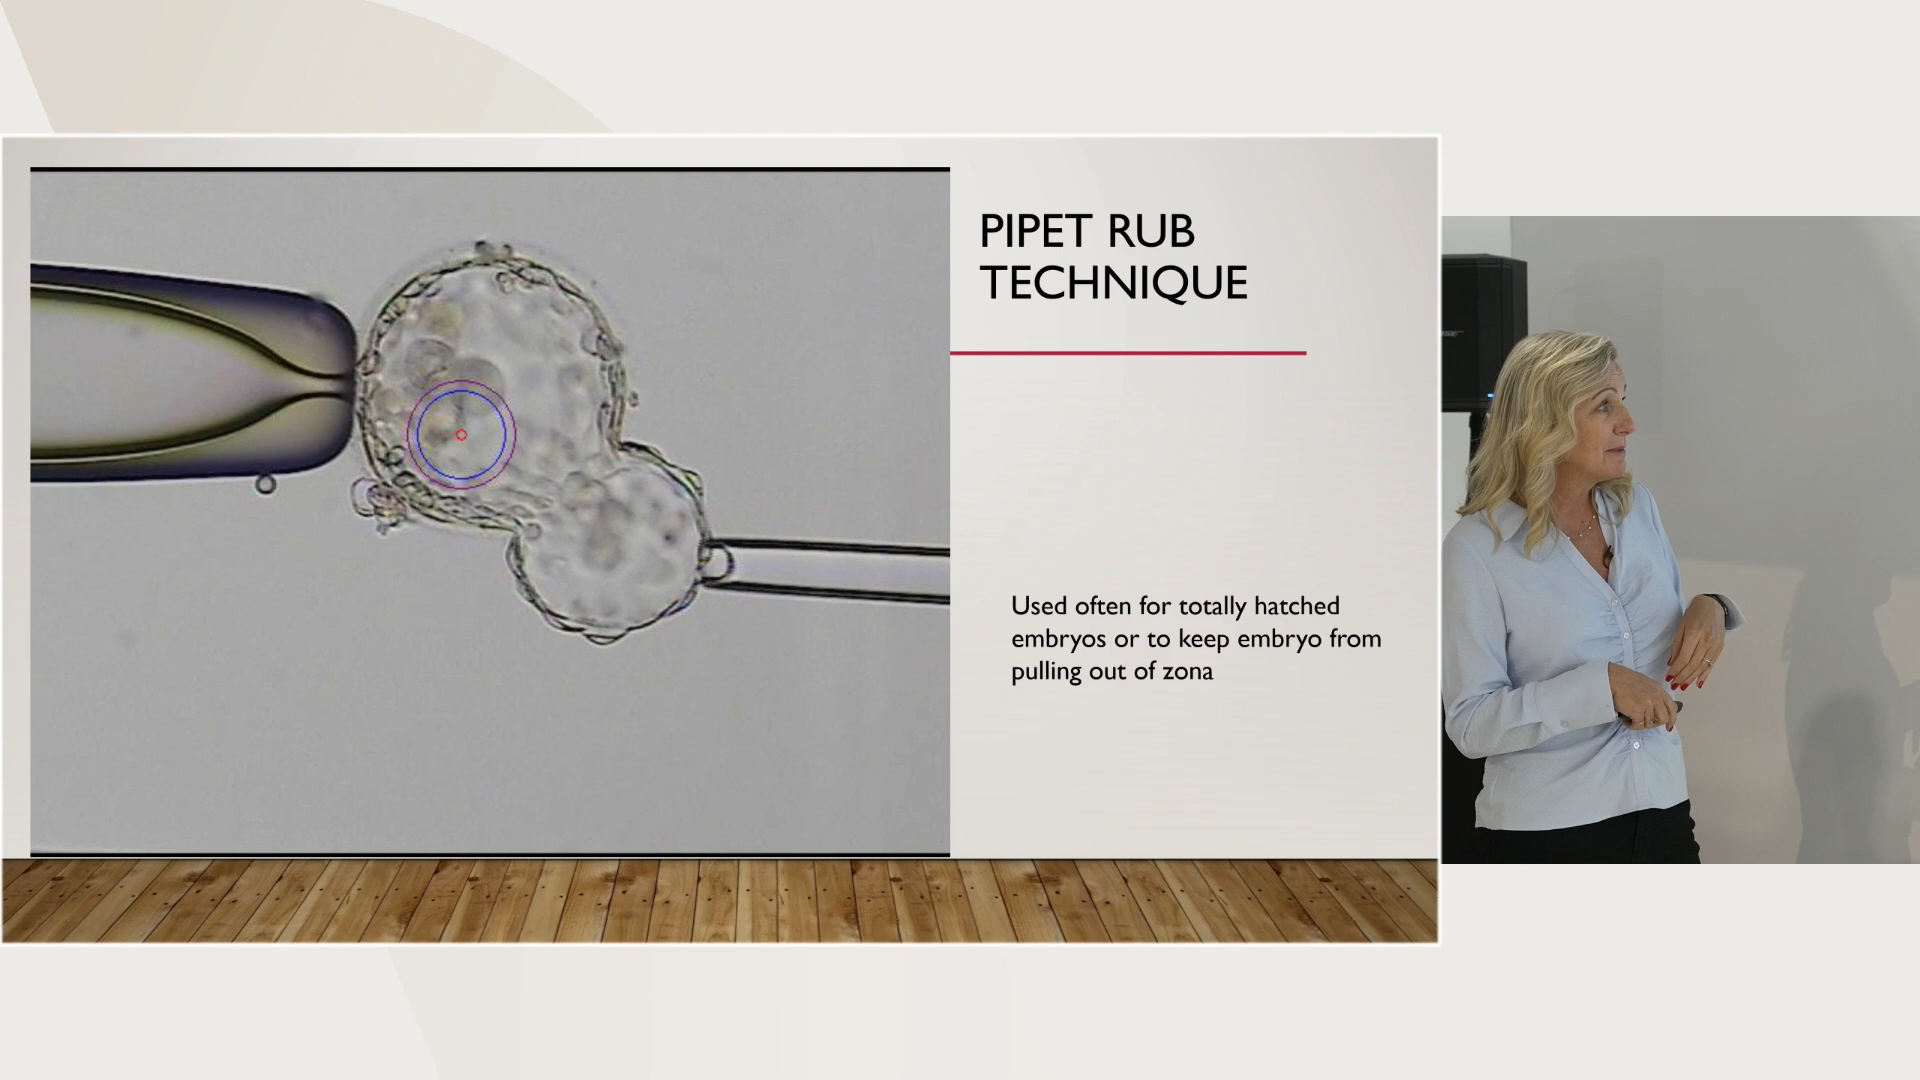 PIPET RUB
TECHNIQUE
Used often for totally hatched
embryos or to keep embryo from
pulling out of zona